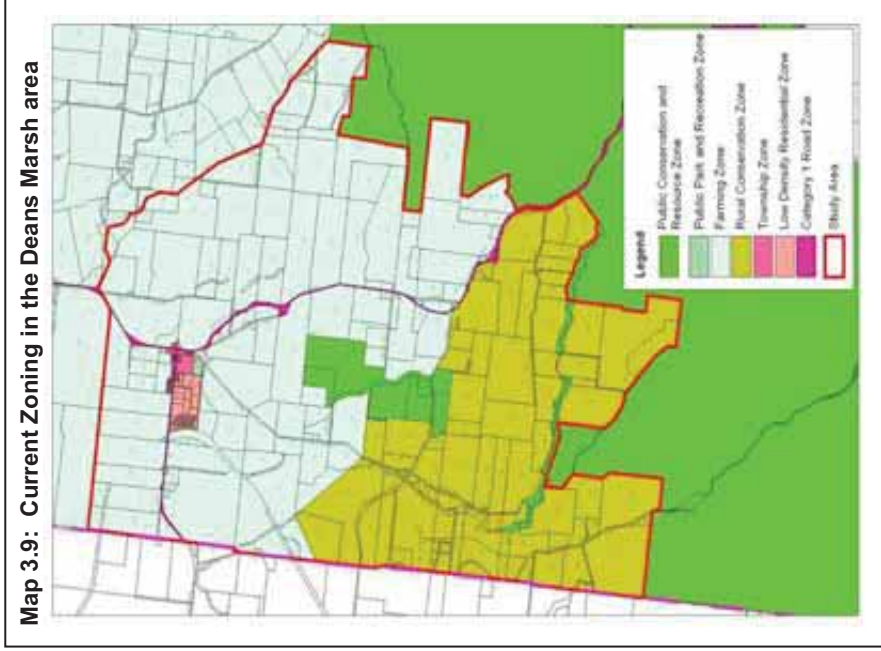 Map 3.9: Current Zoning in the Deans Marsh area
Legend
Public Conservation and
Resource Zone
Public Park and Recreation Zone
Farming Zone
Rural Conservation Zone
Township Zone
Low Density Residential Zone
Category 1 Road Zone
Study Area